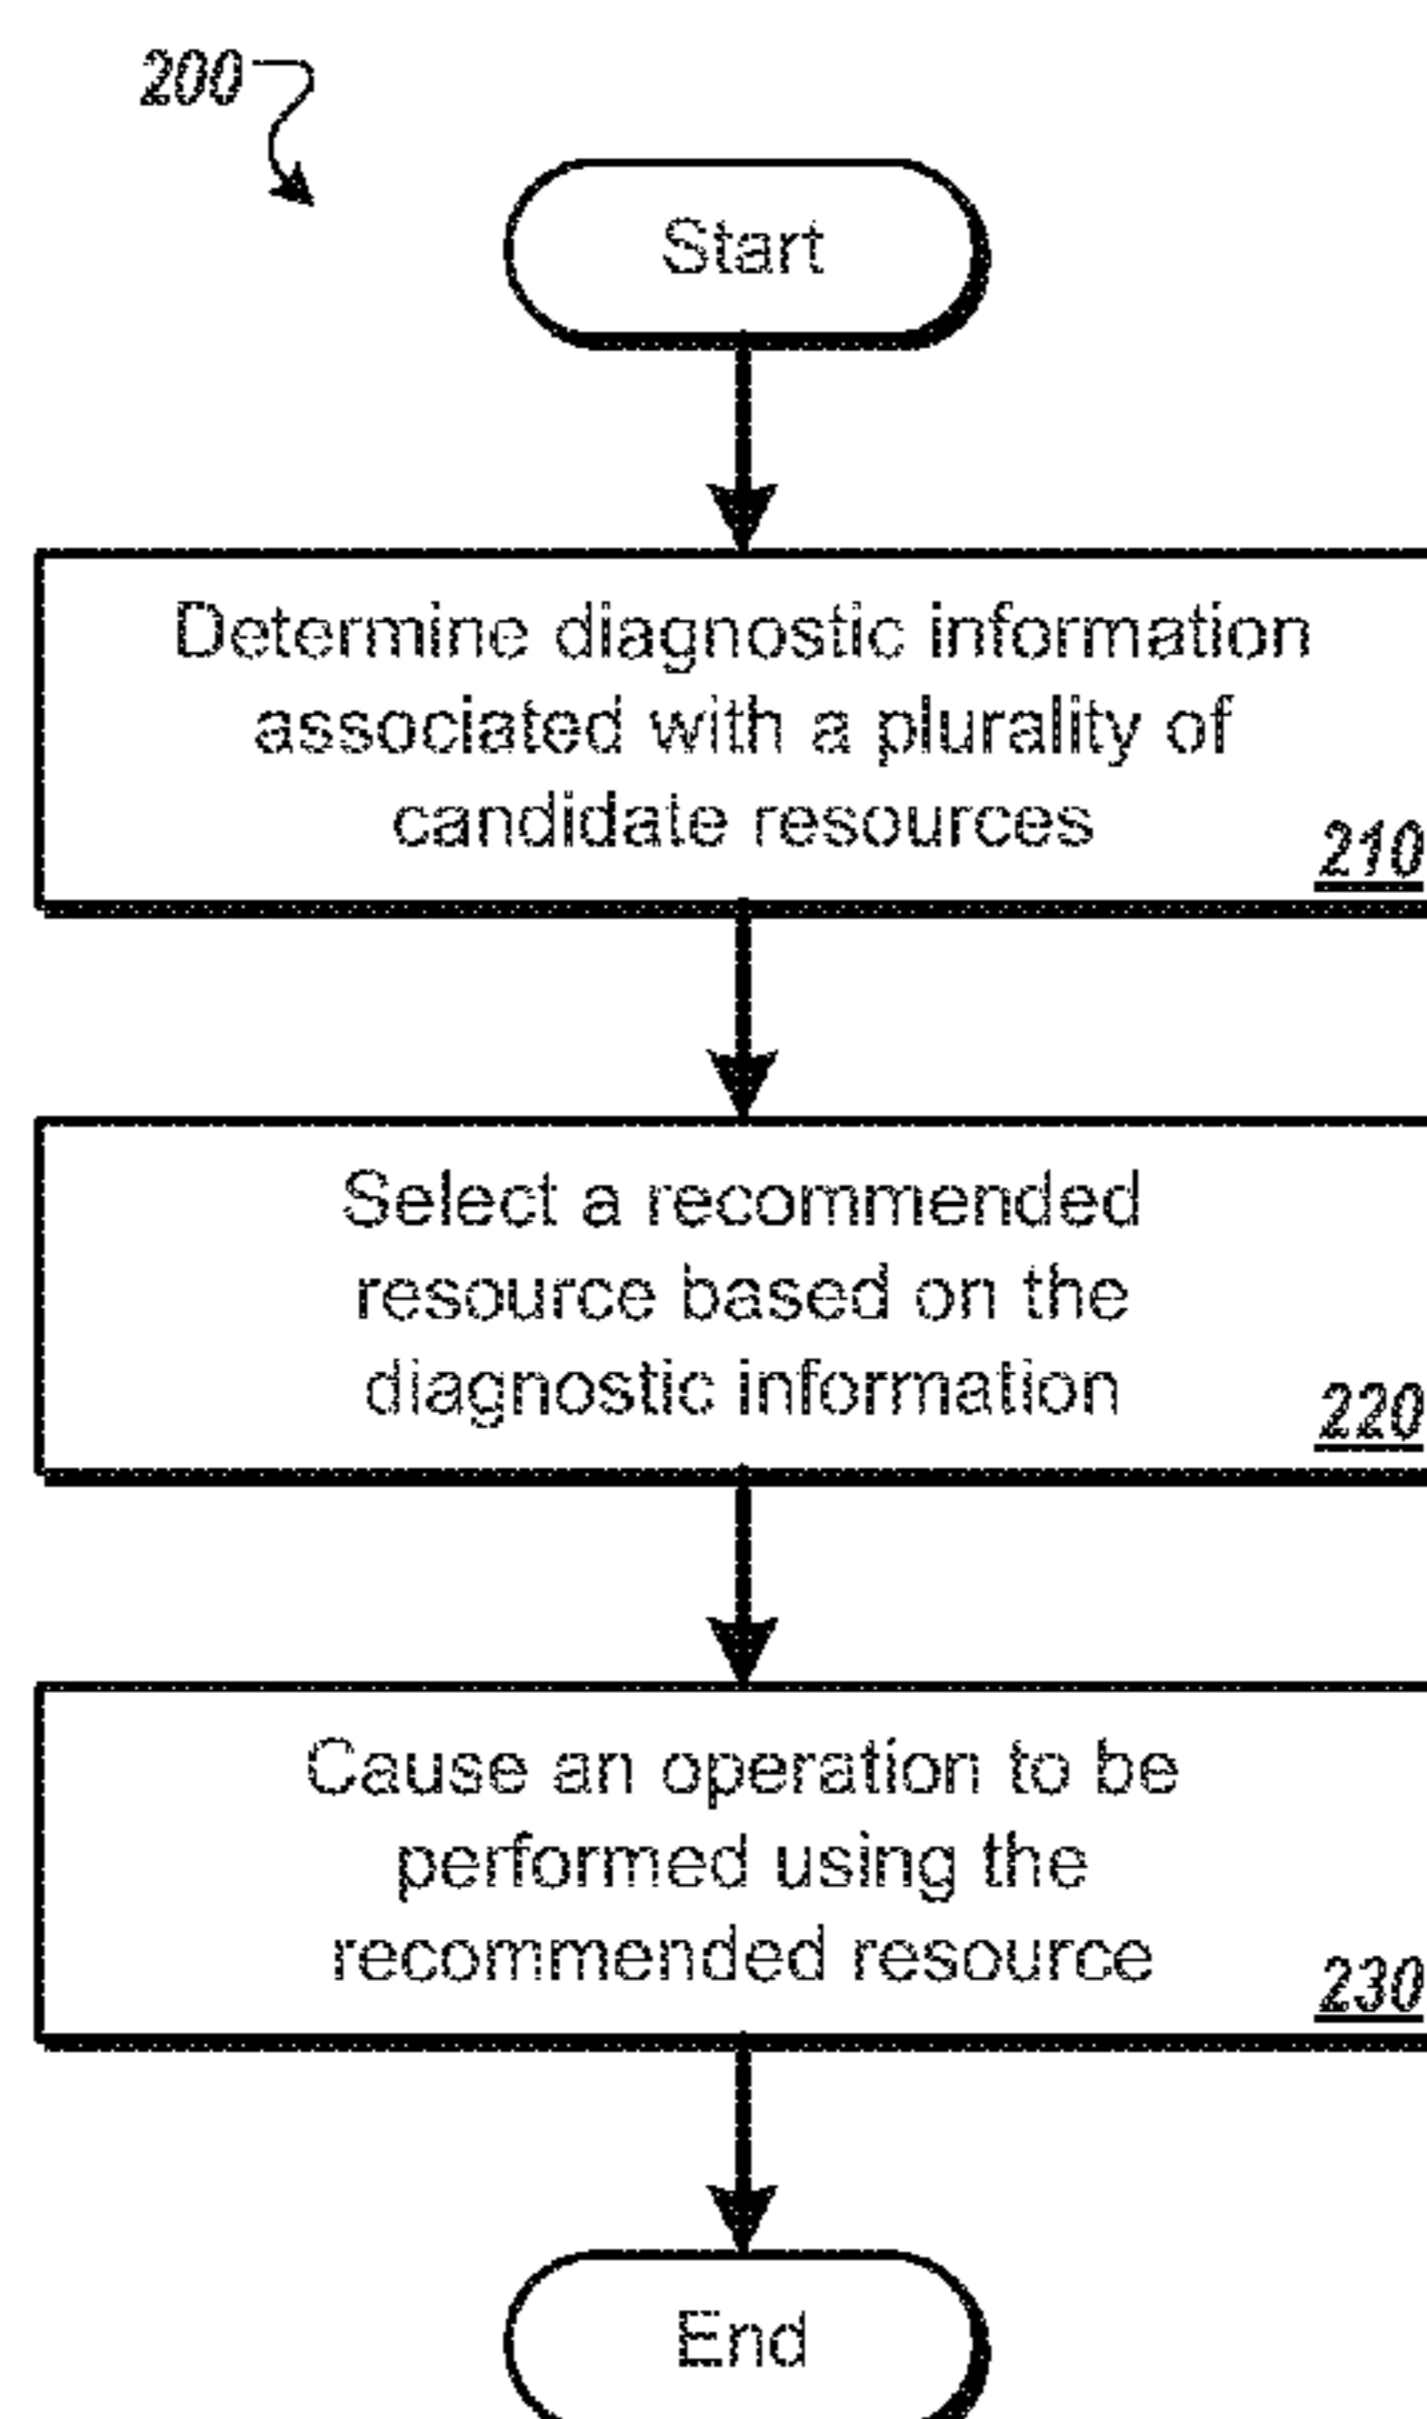 200
Start
Determine diagnostic information
associated with a plurality of
candidate resources
210
Select a recommended
resource based on the
diagnostic information
220
Cause an operation to be
performed using the
recommended resource
230
End